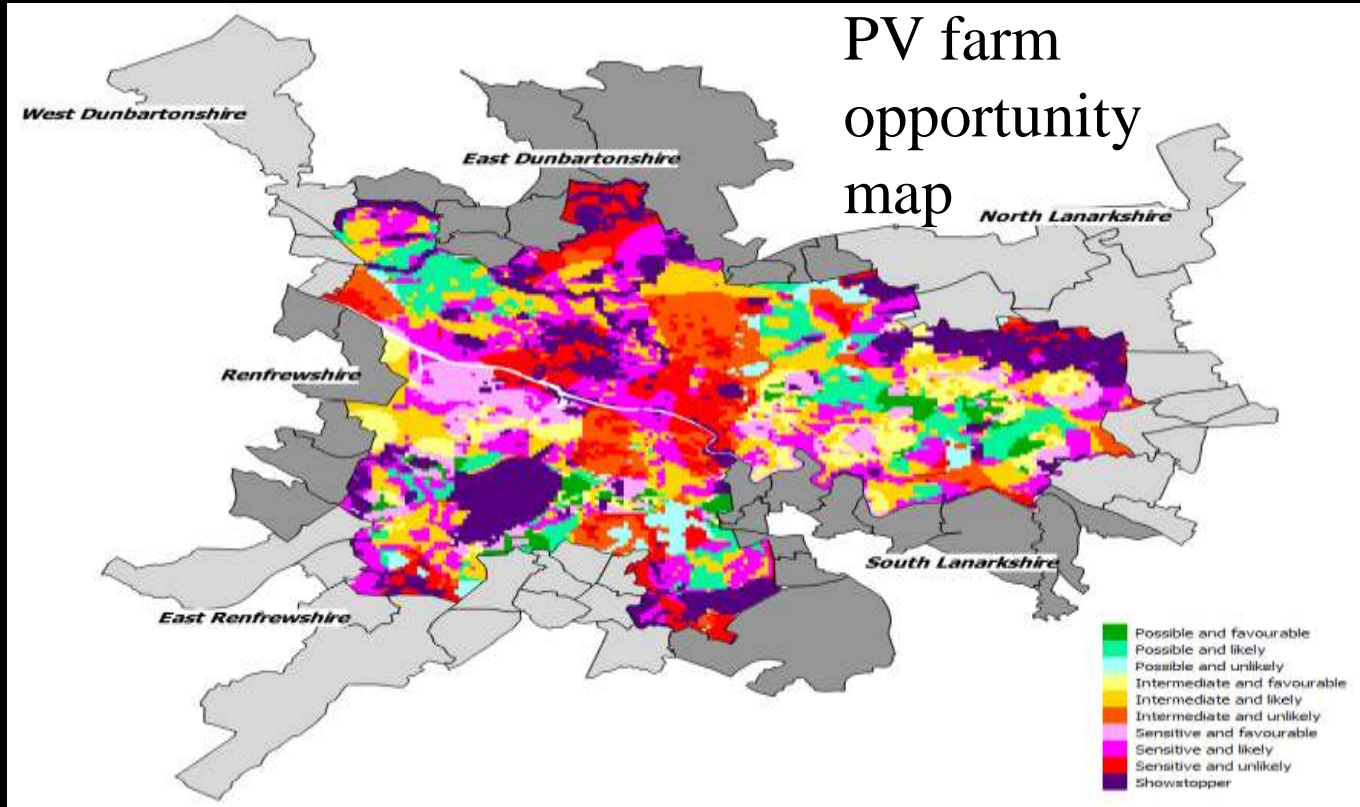 PV farm
opportunity
map
West Dunbartonshire
East Dunbartonshire
North Lanarkshire
Renfrewshire
South Lanarkshire
East Renfrewshire
Possible and favourable
Possible and likely
Possible and unlikely
Intermediate and favourable
Intermediate and likely
Intermediate and unlikely
Sensitive and favourable
Sensitive and likely
Sensitive and unlikely
Showstopper